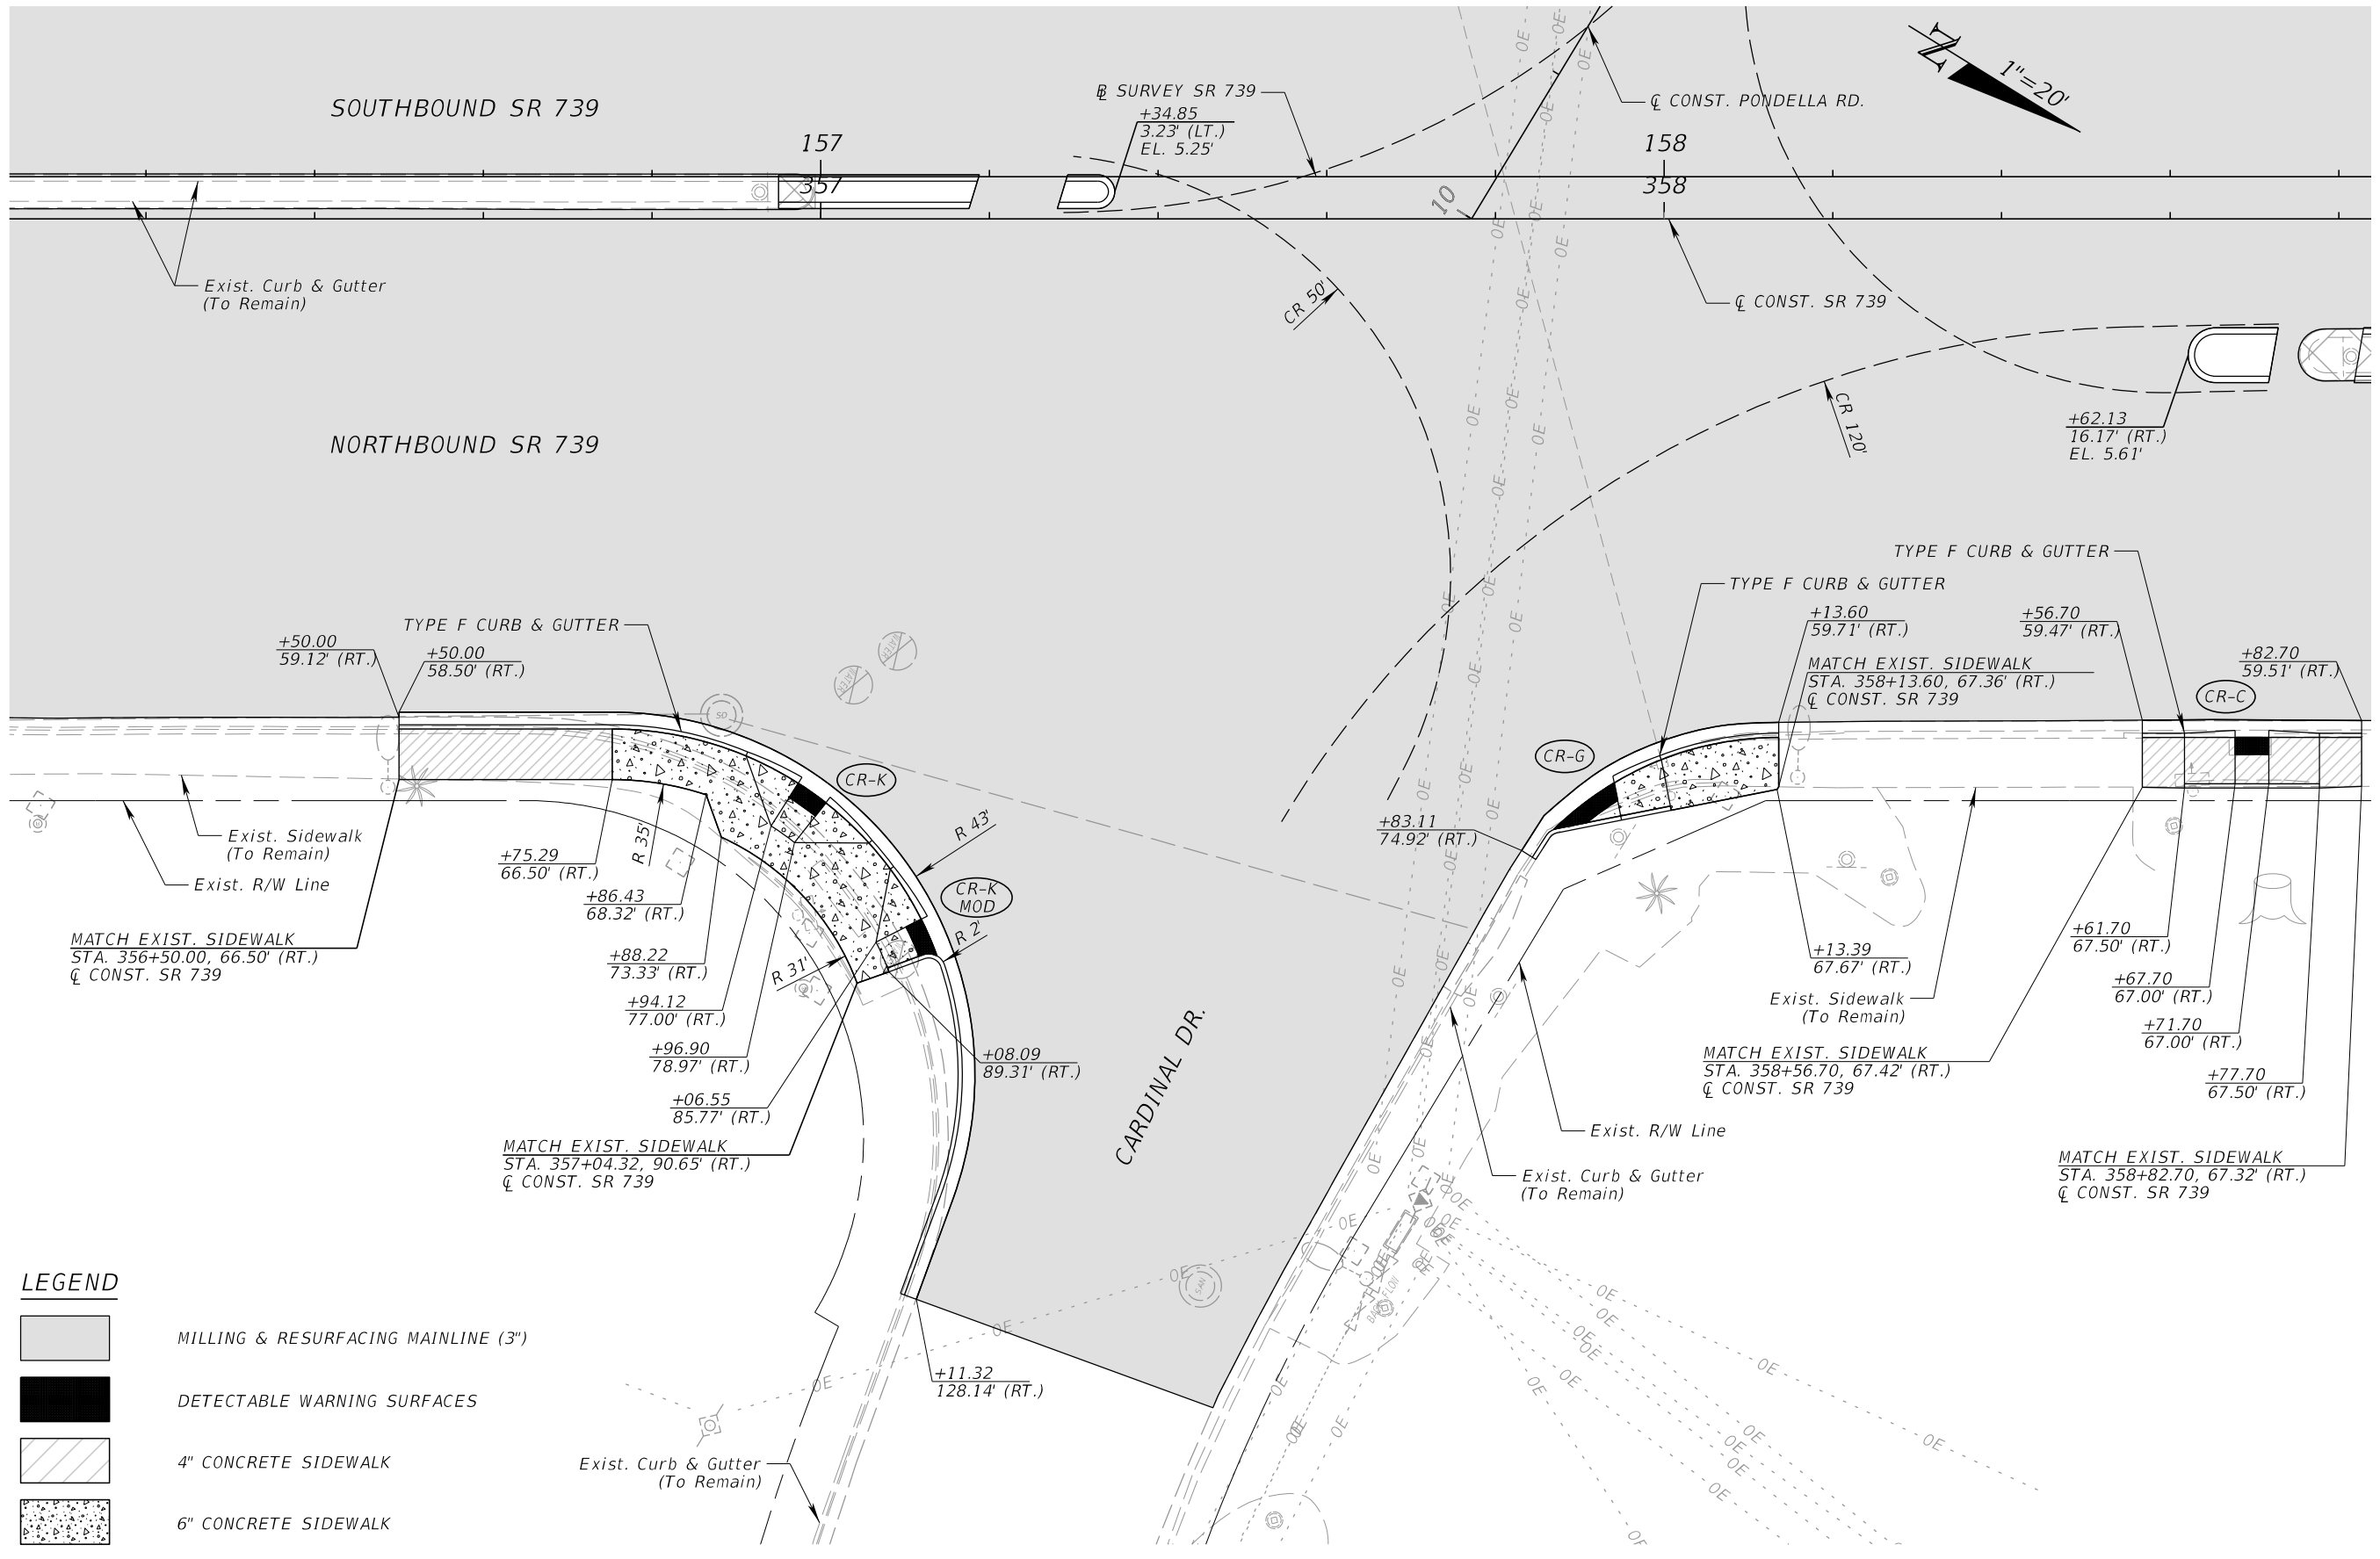 SOUTHBOUND SR 739
157
357
℄ SURVEY SR 739
+34.85
3.23' (LT.)
EL. 5.25'
℄ CONST. PONDELLA RD.
N
1"=20'
158
358
10
Exist. Curb & Gutter
(To Remain)
CR 50'
℄ CONST. SR 739
NORTHBOUND SR 739
CR 120'
+62.13
16.17' (RT.)
EL. 5.61'
TYPE F CURB & GUTTER
TYPE F CURB & GUTTER
TYPE F CURB & GUTTER
+50.00
59.12' (RT.)
+50.00
58.50' (RT.)
WATER
WATER
SD
+13.60
59.71' (RT.)
+56.70
59.47' (RT.)
MATCH EXIST. SIDEWALK
STA. 358+13.60, 67.36' (RT.)
℄ CONST. SR 739
+82.70
59.51' (RT.)
CR-C
CR-G
CR-K
R 43'
R 35'
CR-K
MOD
R 2'
R 31'
+83.11
74.92' (RT.)
Exist. Sidewalk
(To Remain)
Exist. R/W Line
+75.29
66.50' (RT.)
+86.43
68.32' (RT.)
MATCH EXIST. SIDEWALK
STA. 356+50.00, 66.50' (RT.)
℄ CONST. SR 739
+88.22
73.33' (RT.)
+94.12
77.00' (RT.)
+96.90
78.97' (RT.)
+06.55
85.77' (RT.)
+08.09
89.31' (RT.)
MATCH EXIST. SIDEWALK
STA. 357+04.32, 90.65' (RT.)
℄ CONST. SR 739
CARDINAL DR.
+13.39
67.67' (RT.)
Exist. Sidewalk
(To Remain)
+61.70
67.50' (RT.)
+67.70
67.00' (RT.)
+71.70
67.00' (RT.)
+77.70
67.50' (RT.)
MATCH EXIST. SIDEWALK
STA. 358+56.70, 67.42' (RT.)
℄ CONST. SR 739
Exist. R/W Line
Exist. Curb & Gutter
(To Remain)
MATCH EXIST. SIDEWALK
STA. 358+82.70, 67.32' (RT.)
℄ CONST. SR 739
SAN
OE
OE
OE
OE
OE
OE
+11.32
128.14' (RT.)
Exist. Curb & Gutter
(To Remain)
LEGEND
MILLING & RESURFACING MAINLINE (3")
DETECTABLE WARNING SURFACES
4" CONCRETE SIDEWALK
6" CONCRETE SIDEWALK